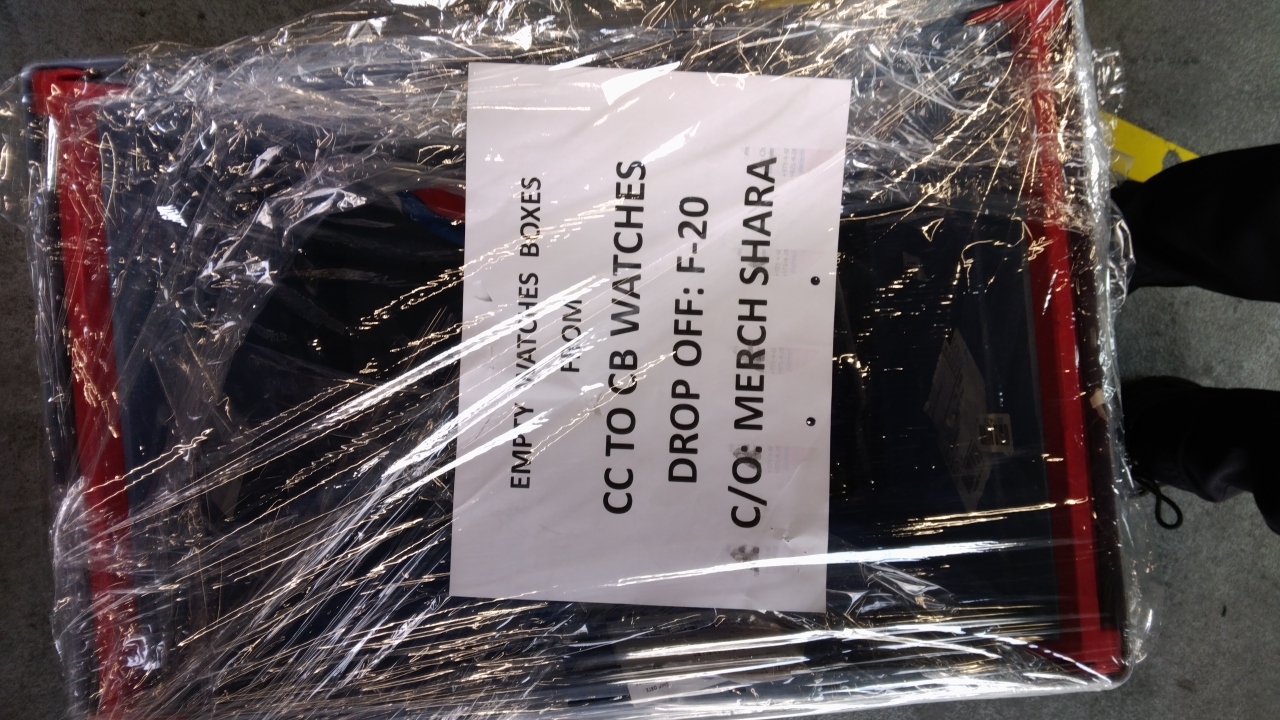 EMPTY WATCHES BOXES
FROM
CC TO CB WATCHES
DROP OFF: F-20
C/O: MERCH SHARA